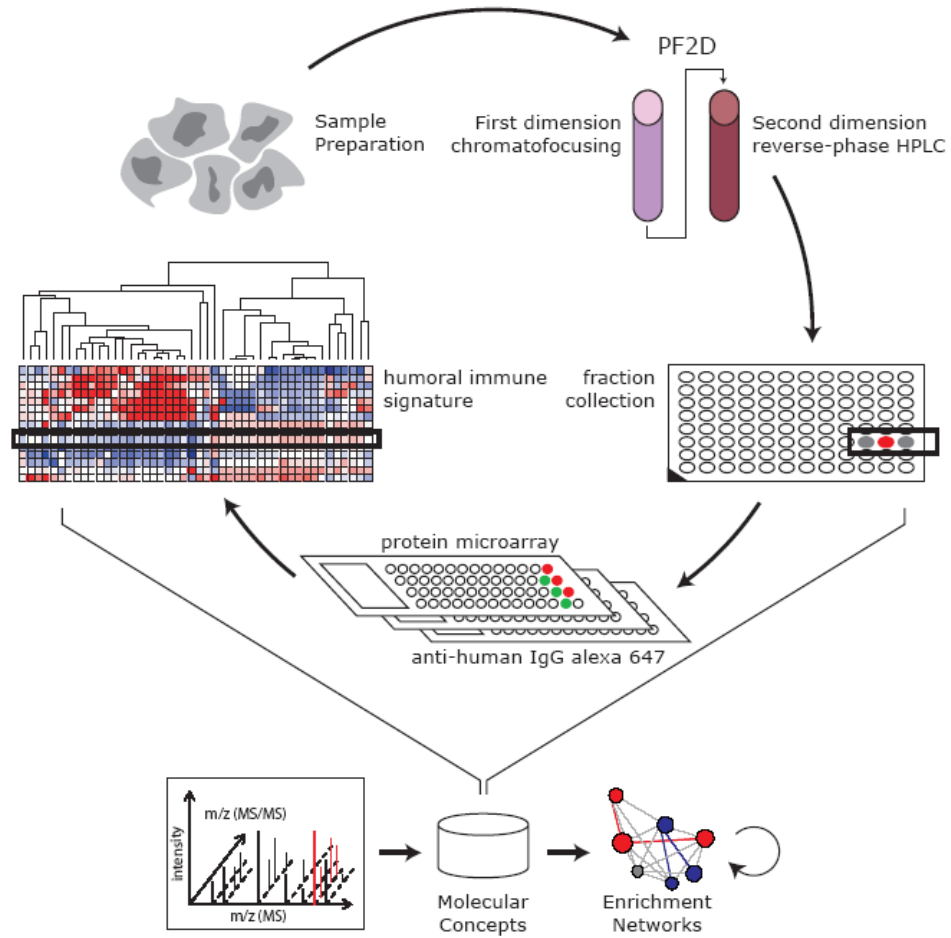 PF2D
Sample
Preparation
First dimension
chromatofocusing
Second dimension
reverse-phase HPLC
humoral immune
signature
fraction
collection
protein microarray
anti-human IgG alexa 647
m/z (MS/MS)
intensity
m/z (MS)
Molecular
Concepts
Enrichment
Networks